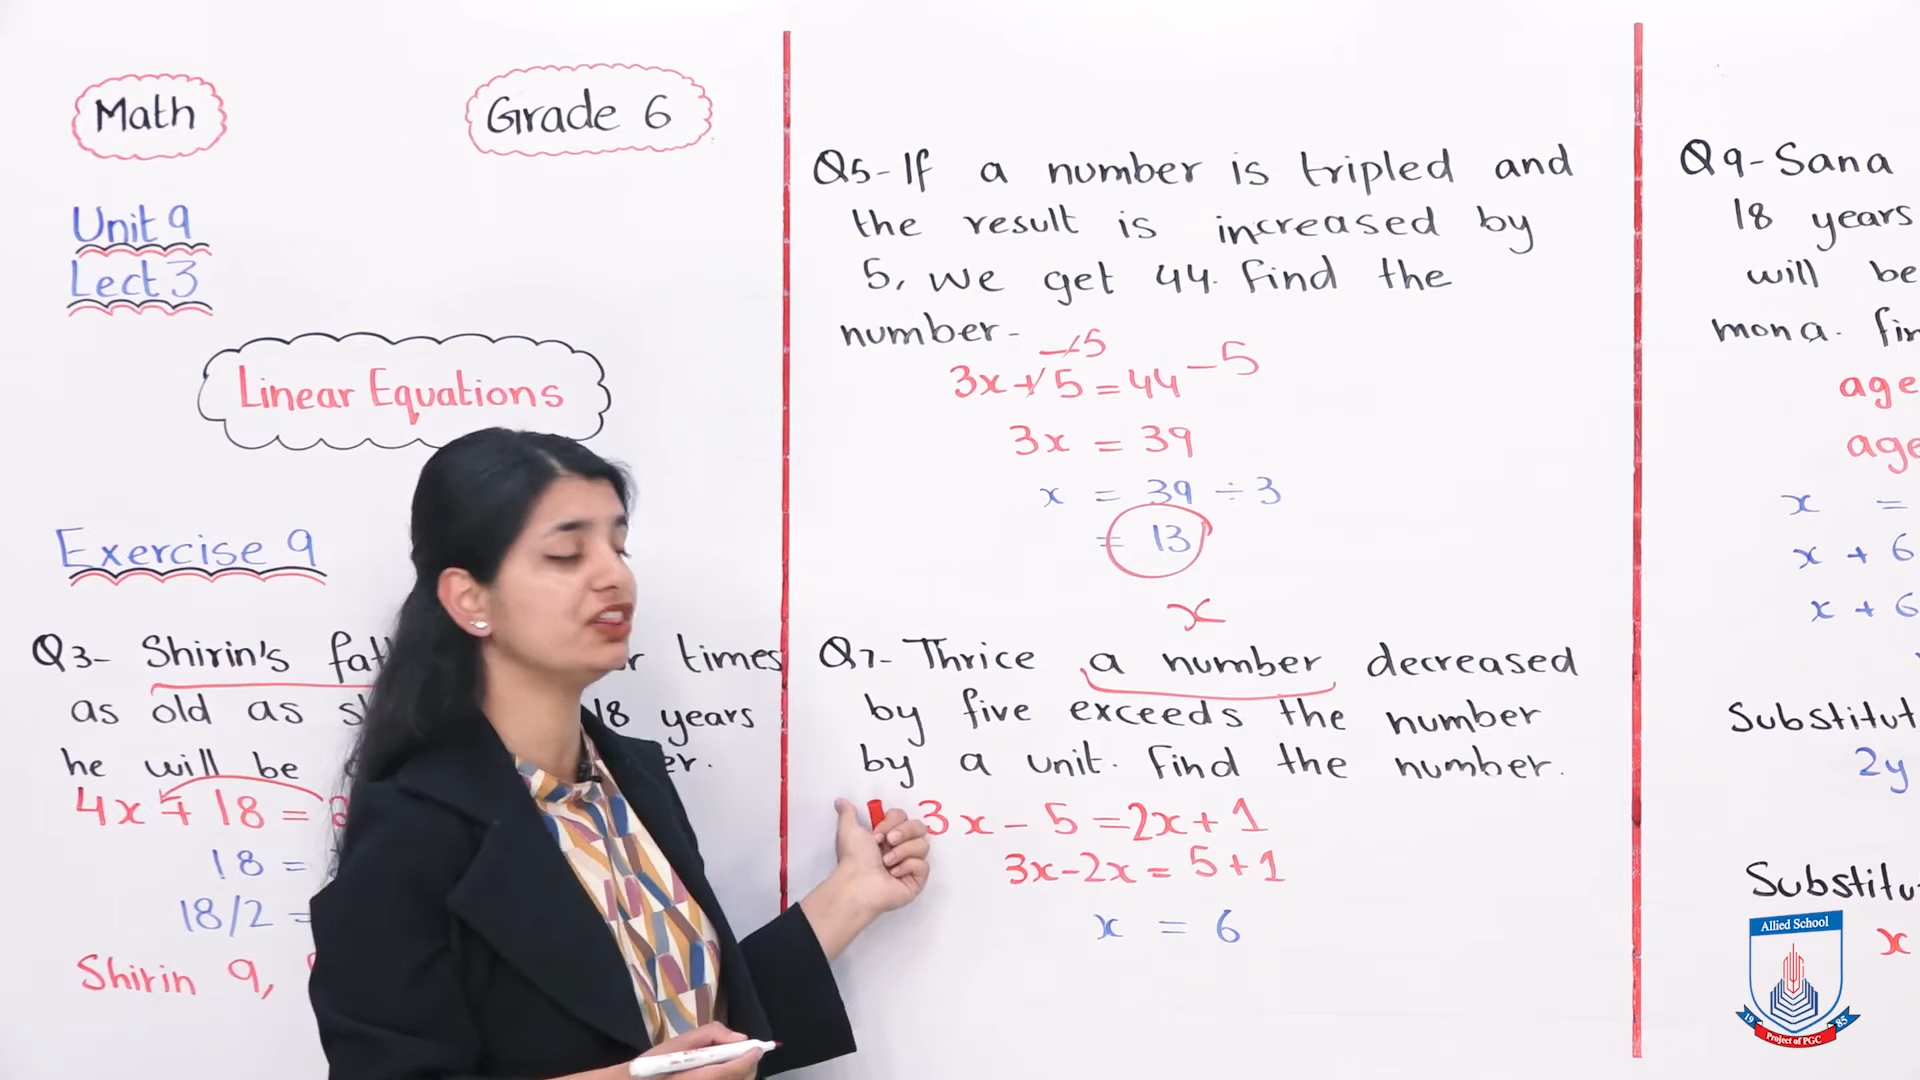 Math
Grade 6
Unit 9
Lect 3
Linear Equations
Exercise 9
Q3- Shirin's times
as old as 18 years
he will be
4x + 18 =
18 =
18/2 =
Shirin 9,
Q5- If a number is tripled and
the result is increased by
5, we get 44. find the
number-
-5
3x + 5 = 44 - 5
3x = 39
x = 39 ÷ 3
= 13
x
Q7- Thrice a number decreased
by five exceeds the number
by a unit. find the number.
3x - 5 = 2x + 1
3x - 2x = 5 + 1
x = 6
Q9- Sana
18 years
will be
mona.
x =
x + 6
x + 6
2y
x
Allied School
19 85
Project of PGC